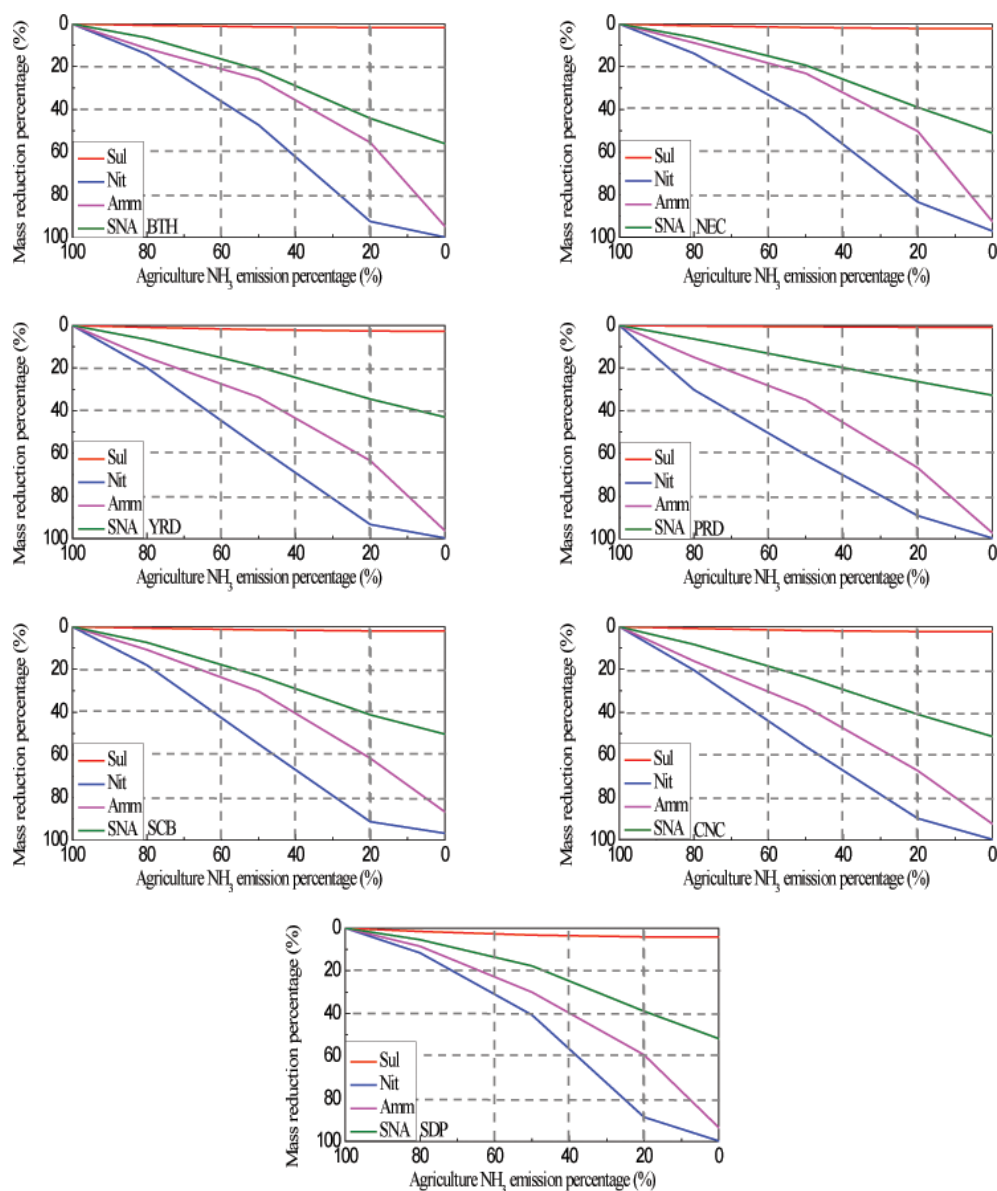 Mass reduction percentage (%)
0
20
40
60
80
100
Sul
Nit
Amm
SNA BTH
100 80 60 40 20 0
Agriculture NH3 emission percentage (%)
Mass reduction percentage (%)
0
20
40
60
80
100
Sul
Nit
Amm
SNA NEC
100 80 60 40 20 0
Agriculture NH3 emission percentage (%)
Mass reduction percentage (%)
0
20
40
60
80
100
Sul
Nit
Amm
SNA YRD
100 80 60 40 20 0
Agriculture NH3 emission percentage (%)
Mass reduction percentage (%)
0
20
40
60
80
100
Sul
Nit
Amm
SNA PRD
100 80 60 40 20 0
Agriculture NH3 emission percentage (%)
Mass reduction percentage (%)
0
20
40
60
80
100
Sul
Nit
Amm
SNA SCB
100 80 60 40 20 0
Agriculture NH3 emission percentage (%)
Mass reduction percentage (%)
0
20
40
60
80
100
Sul
Nit
Amm
SNA CNC
100 80 60 40 20 0
Agriculture NH3 emission percentage (%)
Mass reduction percentage (%)
0
20
40
60
80
100
Sul
Nit
Amm
SNA SDP
100 80 60 40 20 0
Agriculture NH3 emission percentage (%)